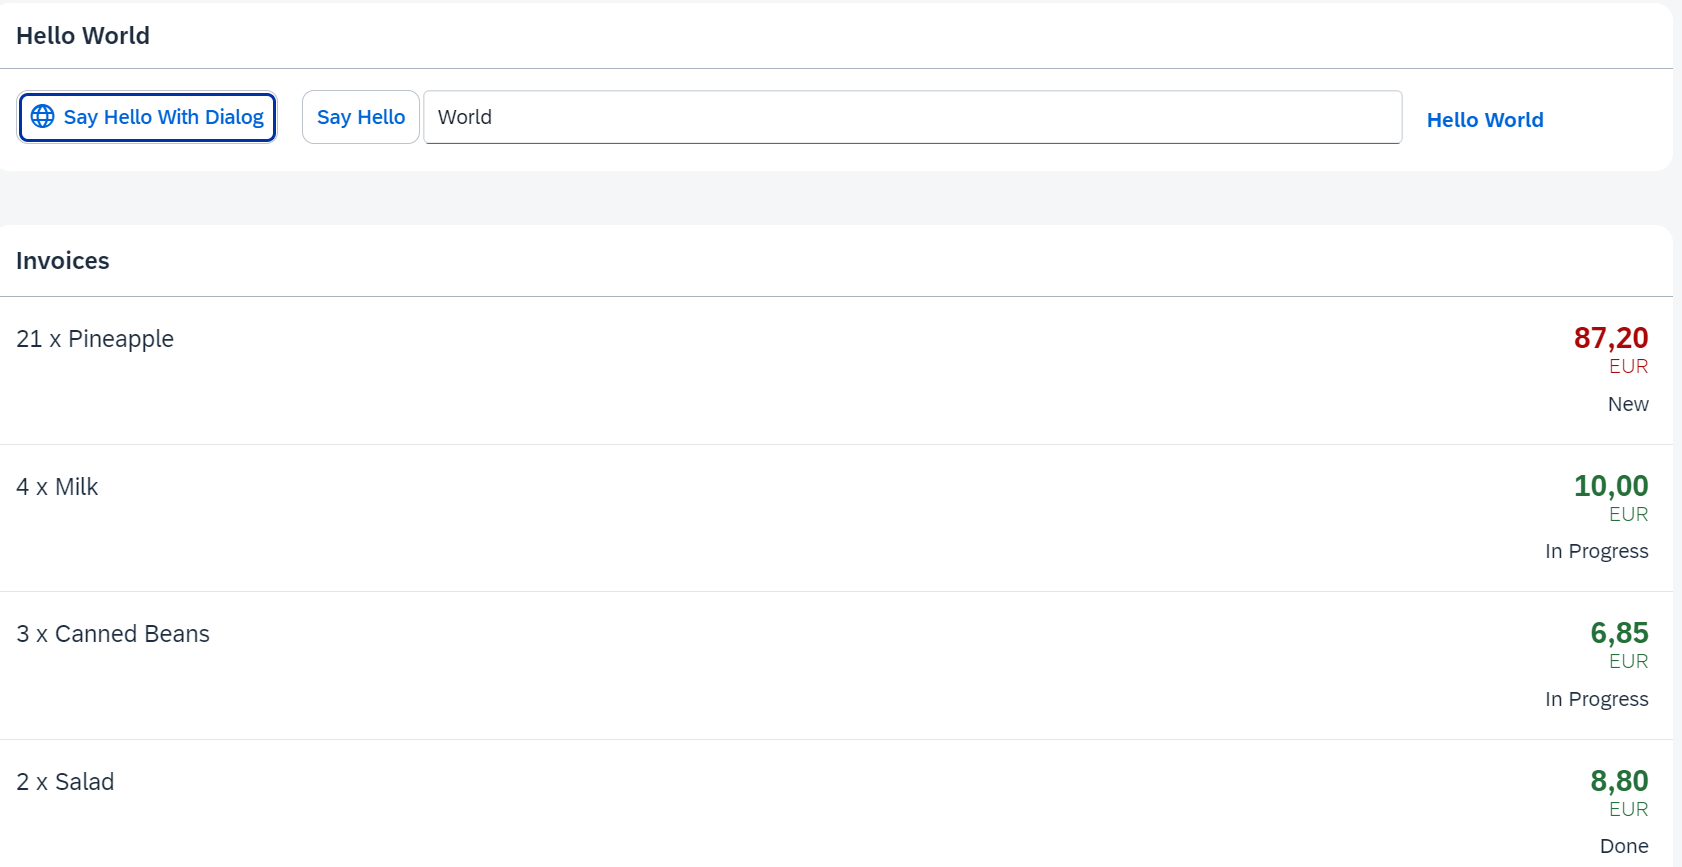 Hello World
Say Hello With Dialog
Say Hello
World
Hello World
Invoices
21 x Pineapple
87,20
EUR
New
4 x Milk
10,00
EUR
In Progress
3 x Canned Beans
6,85
EUR
In Progress
2 x Salad
8,80
EUR
Done